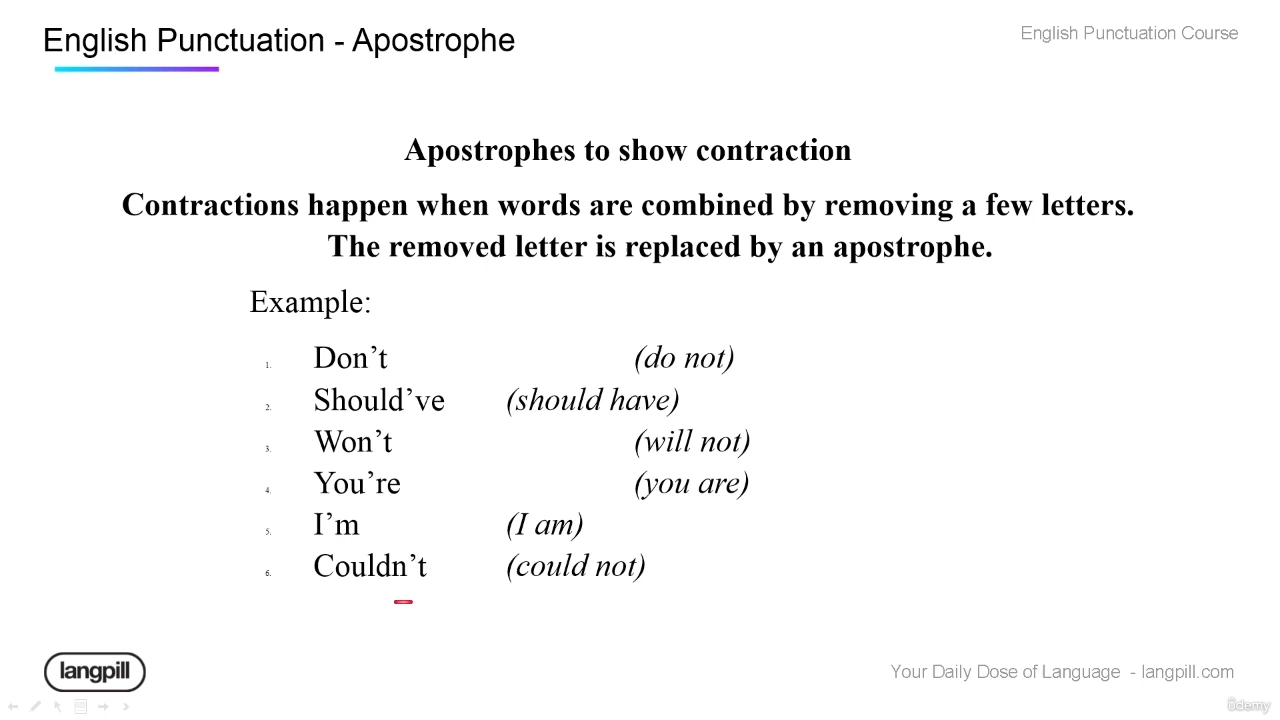 English Punctuation - Apostrophe
English Punctuation Course
Apostrophes to show contraction
Contractions happen when words are combined by removing a few letters.
The removed letter is replaced by an apostrophe.
Example:
1. Don’t (do not)
2. Should’ve (should have)
3. Won’t (will not)
4. You’re (you are)
5. I’m (I am)
6. Couldn’t (could not)
langpill
Your Daily Dose of Language - langpill.com
ûdemy